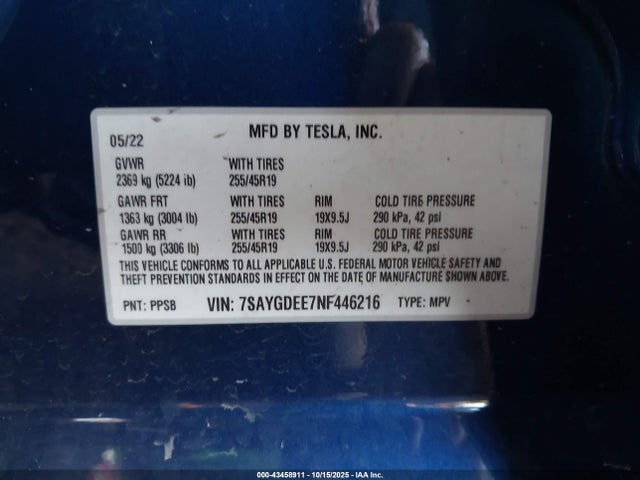 05/22 MFD BY TESLA, INC.
GVWR WITH TIRES
2369 kg (5224 lb) 255/45R19
GAWR FRT WITH TIRES RIM COLD TIRE PRESSURE
1363 kg (3004 lb) 255/45R19 19X9.5J 290 kPa, 42 psi
GAWR RR WITH TIRES RIM COLD TIRE PRESSURE
1500 kg (3306 lb) 255/45R19 19X9.5J 290 kPa, 42 psi
THIS VEHICLE CONFORMS TO ALL APPLICABLE U.S. FEDERAL MOTOR VEHICLE SAFETY AND
THEFT PREVENTION STANDARDS IN EFFECT ON THE DATE OF MANUFACTURE SHOWN ABOVE.
PNT: PPSB VIN: 7SAYGDEE7NF446216 TYPE: MPV
000-43458911 - 10/15/2025 - IAA Inc.